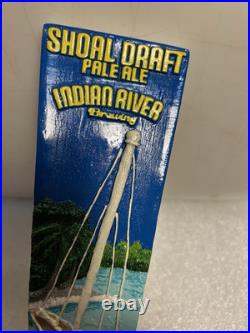 SHOAL DRAFT
PALE ALE
INDIAN RIVER
Brewing